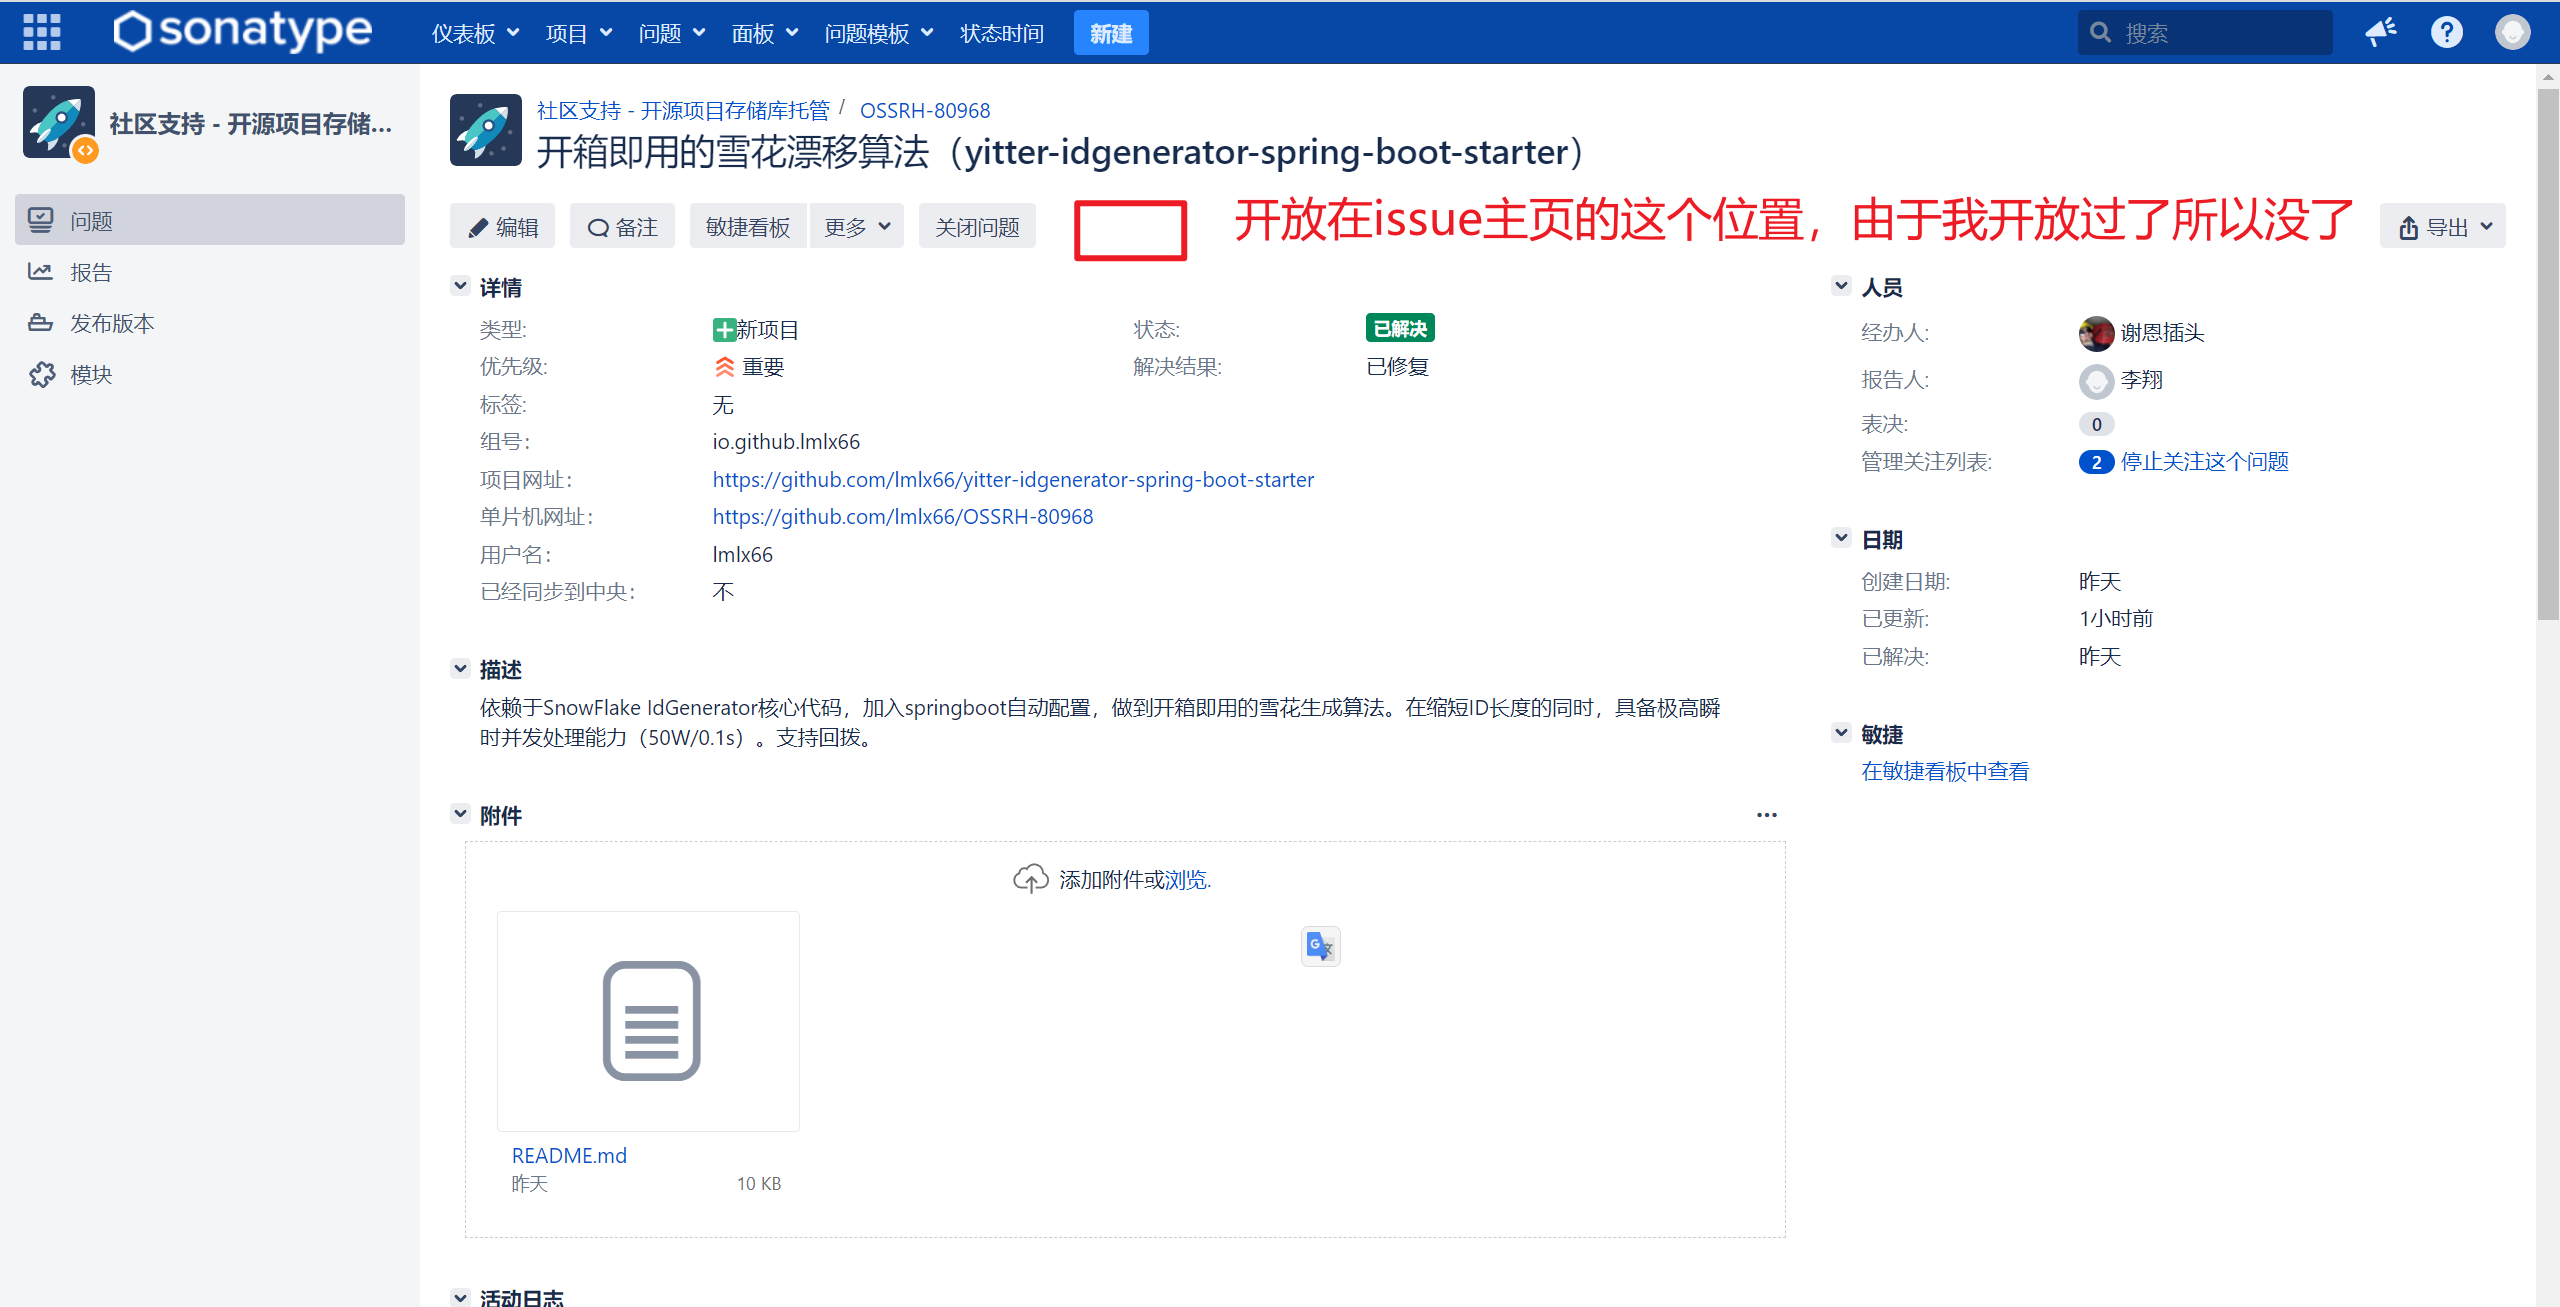 sonatype 仪表板 项目 问题 面板 问题模板 状态时间 新建 搜索
社区支持 - 开源项目存储...
问题
报告
发布版本
模块
社区支持 - 开源项目存储库托管 / OSSRH-80968
开箱即用的雪花漂移算法（yitter-idgenerator-spring-boot-starter）
编辑 备注 敏捷看板 更多 关闭问题
开放在issue主页的这个位置，由于我开放过了所以没了
导出
详情
类型: 新项目
状态: 已解决
优先级: 重要
解决结果: 已修复
标签: 无
组号： io.github.lmlx66
项目网址： https://github.com/lmlx66/yitter-idgenerator-spring-boot-starter
单片机网址： https://github.com/lmlx66/OSSRH-80968
用户名： lmlx66
已经同步到中央： 不
描述
依赖于SnowFlake IdGenerator核心代码，加入springboot自动配置，做到开箱即用的雪花生成算法。在缩短ID长度的同时，具备极高瞬
时并发处理能力（50W/0.1s）。支持回拨。
附件
添加附件或浏览.
README.md
昨天 10 KB
活动日志
人员
经办人: 谢恩插头
报告人: 李翔
表决: 0
管理关注列表: 2 停止关注这个问题
日期
创建日期: 昨天
已更新: 1小时前
已解决: 昨天
敏捷
在敏捷看板中查看